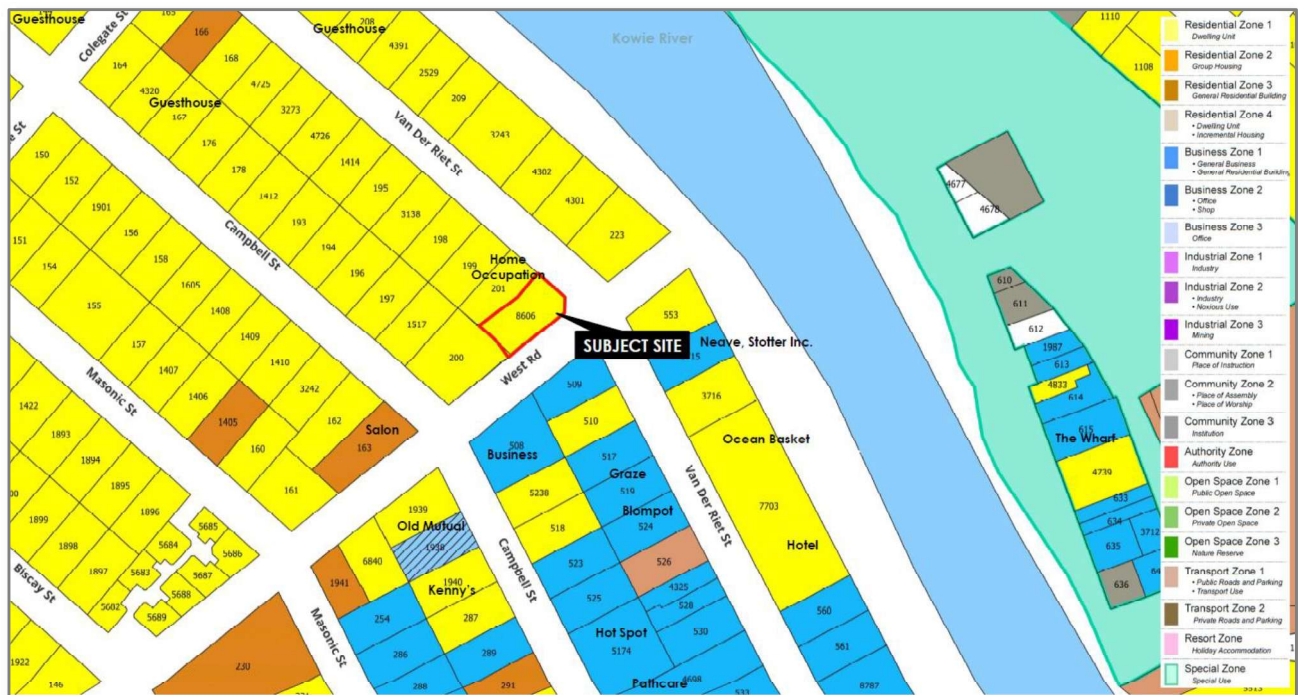 Guesthouse
Colegate St
165
166
164
168
4320
167
Guesthouse
4725
3273
176
4726
178
1414
1412
195
193
3138
194
198
196
199
197
Home
Occupation
201
1517
8606
200
SUBJECT SITE
West Rd
Guesthouse
208
4391
2529
209
3243
4302
4301
223
Van Der Riet St
Kowie River
150
152
1901
156
151
158
154
1605
155
1408
1409
157
1410
1407
3242
1406
162
1405
163
Salon
160
161
Campbell St
Masonic St
1422
1893
1894
1895
1896
1899
1898
1897
5684
5685
5686
5683
5687
5688
5689
Biscay St
1922
146
230
1939
Old Mutual
1938
6840
1941
1940
Kenny's
287
254
286
289
288
291
Masonic St
Campbell St
509
508
Business
510
517
Graze
519
5238
Blompot
518
524
523
526
525
4325
528
Hot Spot
530
5174
Pathcare
4698
533
Van Der Riet St
553
Neave, Stotter Inc.
3716
Ocean Basket
7703
Hotel
560
561
8787
4677
4678
610
611
612
1987
613
4833
614
615
The Wharf
4739
633
634
3712
635
636
1110
1108
Residential Zone 1
Dwelling Unit
Residential Zone 2
Group Housing
Residential Zone 3
General Residential Building
Residential Zone 4
• Dwelling Unit
• Incremental Housing
Business Zone 1
• General Business
• General Residential Building
Business Zone 2
• Office
• Shop
Business Zone 3
Office
Industrial Zone 1
Industry
Industrial Zone 2
• Industry
• Noxious Use
Industrial Zone 3
Mining
Community Zone 1
Place of Instruction
Community Zone 2
• Place of Assembly
• Place of Worship
Community Zone 3
Institution
Authority Zone
Authority Use
Open Space Zone 1
Public Open Space
Open Space Zone 2
Private Open Space
Open Space Zone 3
Nature Reserve
Transport Zone 1
• Public Roads and Parking
• Transport Use
Transport Zone 2
Private Roads and Parking
Resort Zone
Holiday Accommodation
Special Zone
Special Use